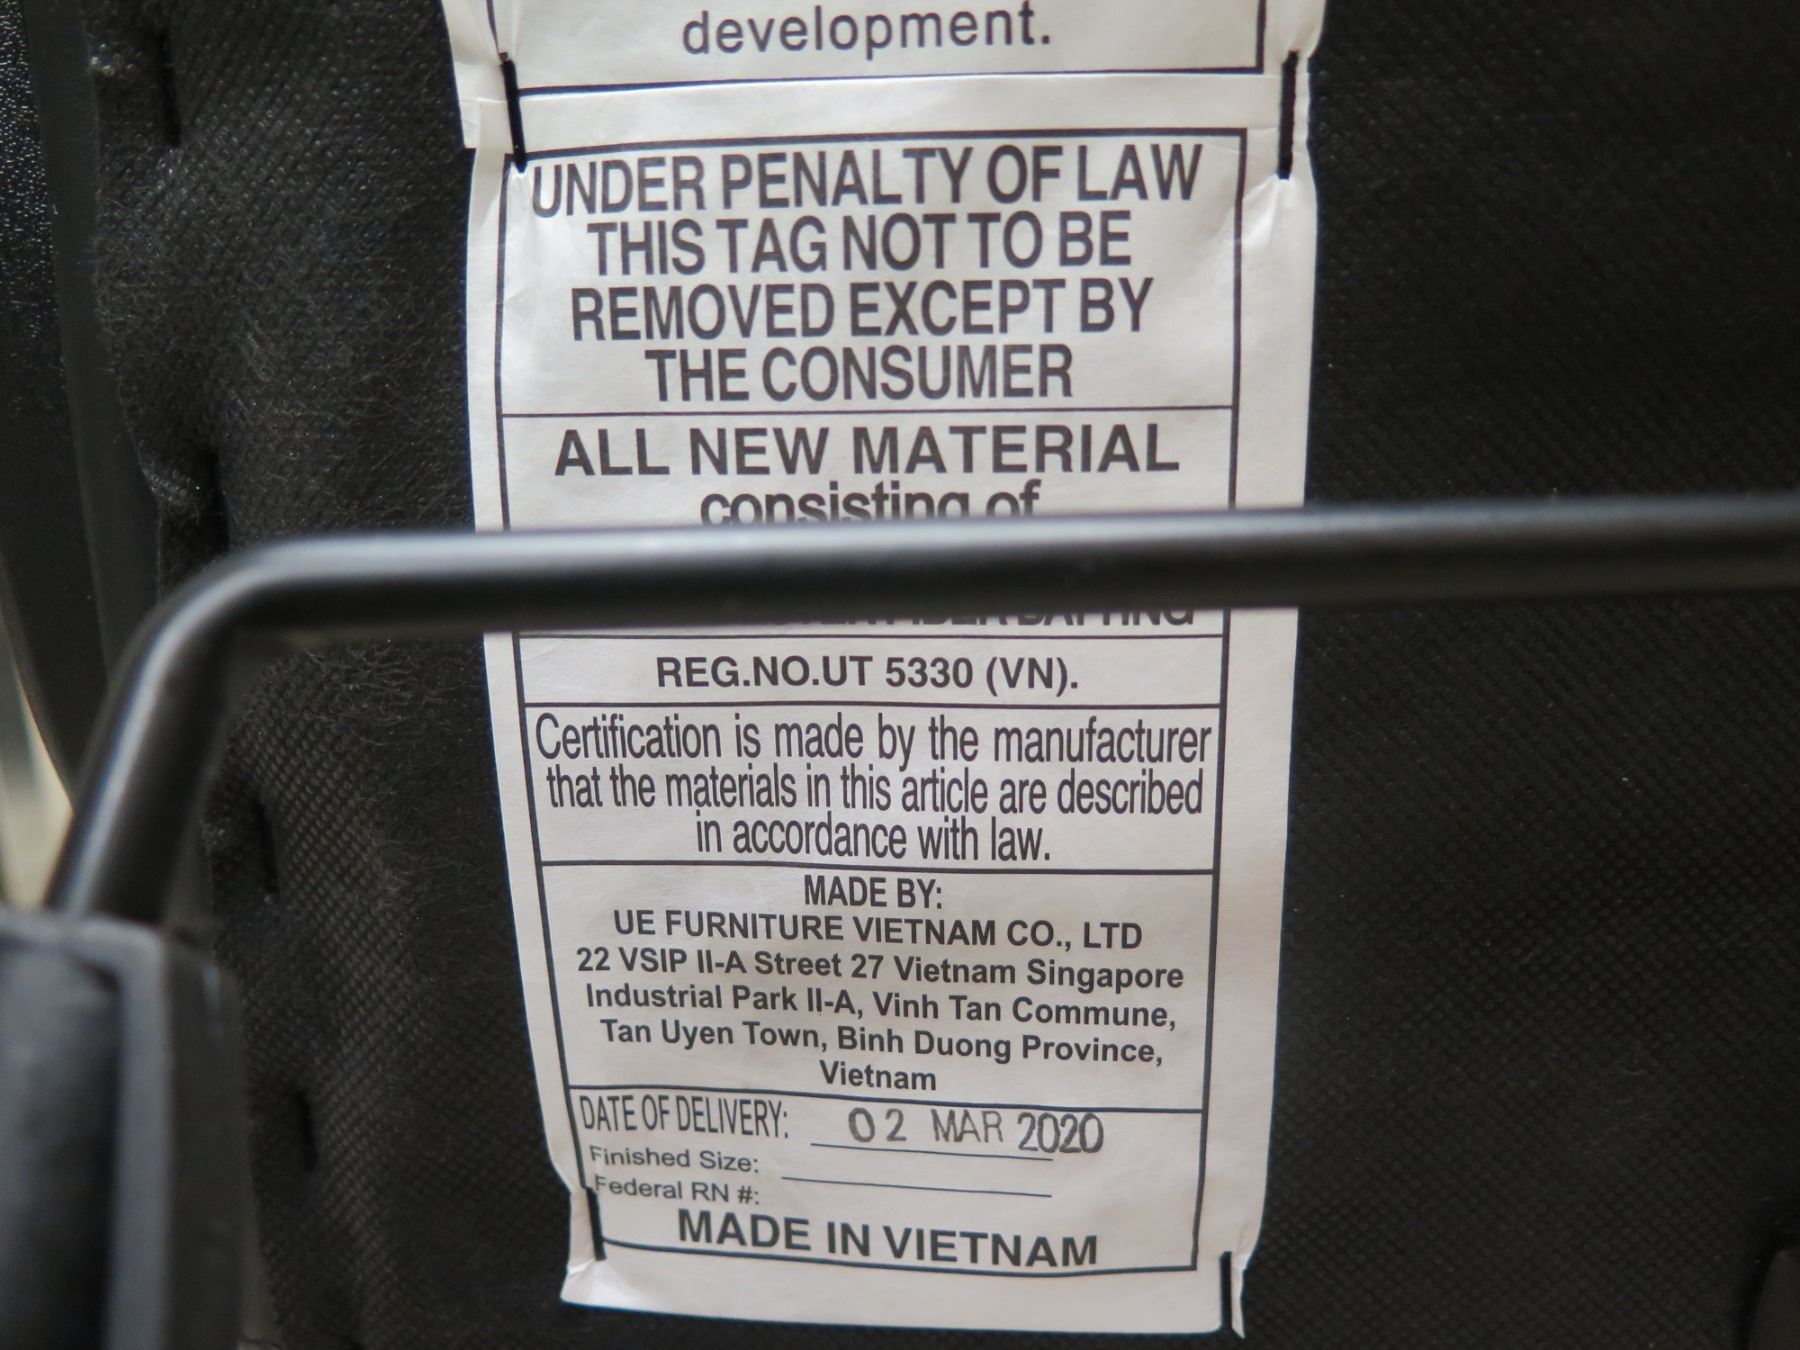 development.
UNDER PENALTY OF LAW
THIS TAG NOT TO BE
REMOVED EXCEPT BY
THE CONSUMER
ALL NEW MATERIAL
consisting of
FIBER BATTING
REG.NO.UT 5330 (VN).
Certification is made by the manufacturer
that the materials in this article are described
in accordance with law.
MADE BY:
UE FURNITURE VIETNAM CO., LTD
22 VSIP II-A Street 27 Vietnam Singapore
Industrial Park II-A, Vinh Tan Commune,
Tan Uyen Town, Binh Duong Province,
Vietnam
DATE OF DELIVERY: 02 MAR 2020
Finished Size:
Federal RN #:
MADE IN VIETNAM